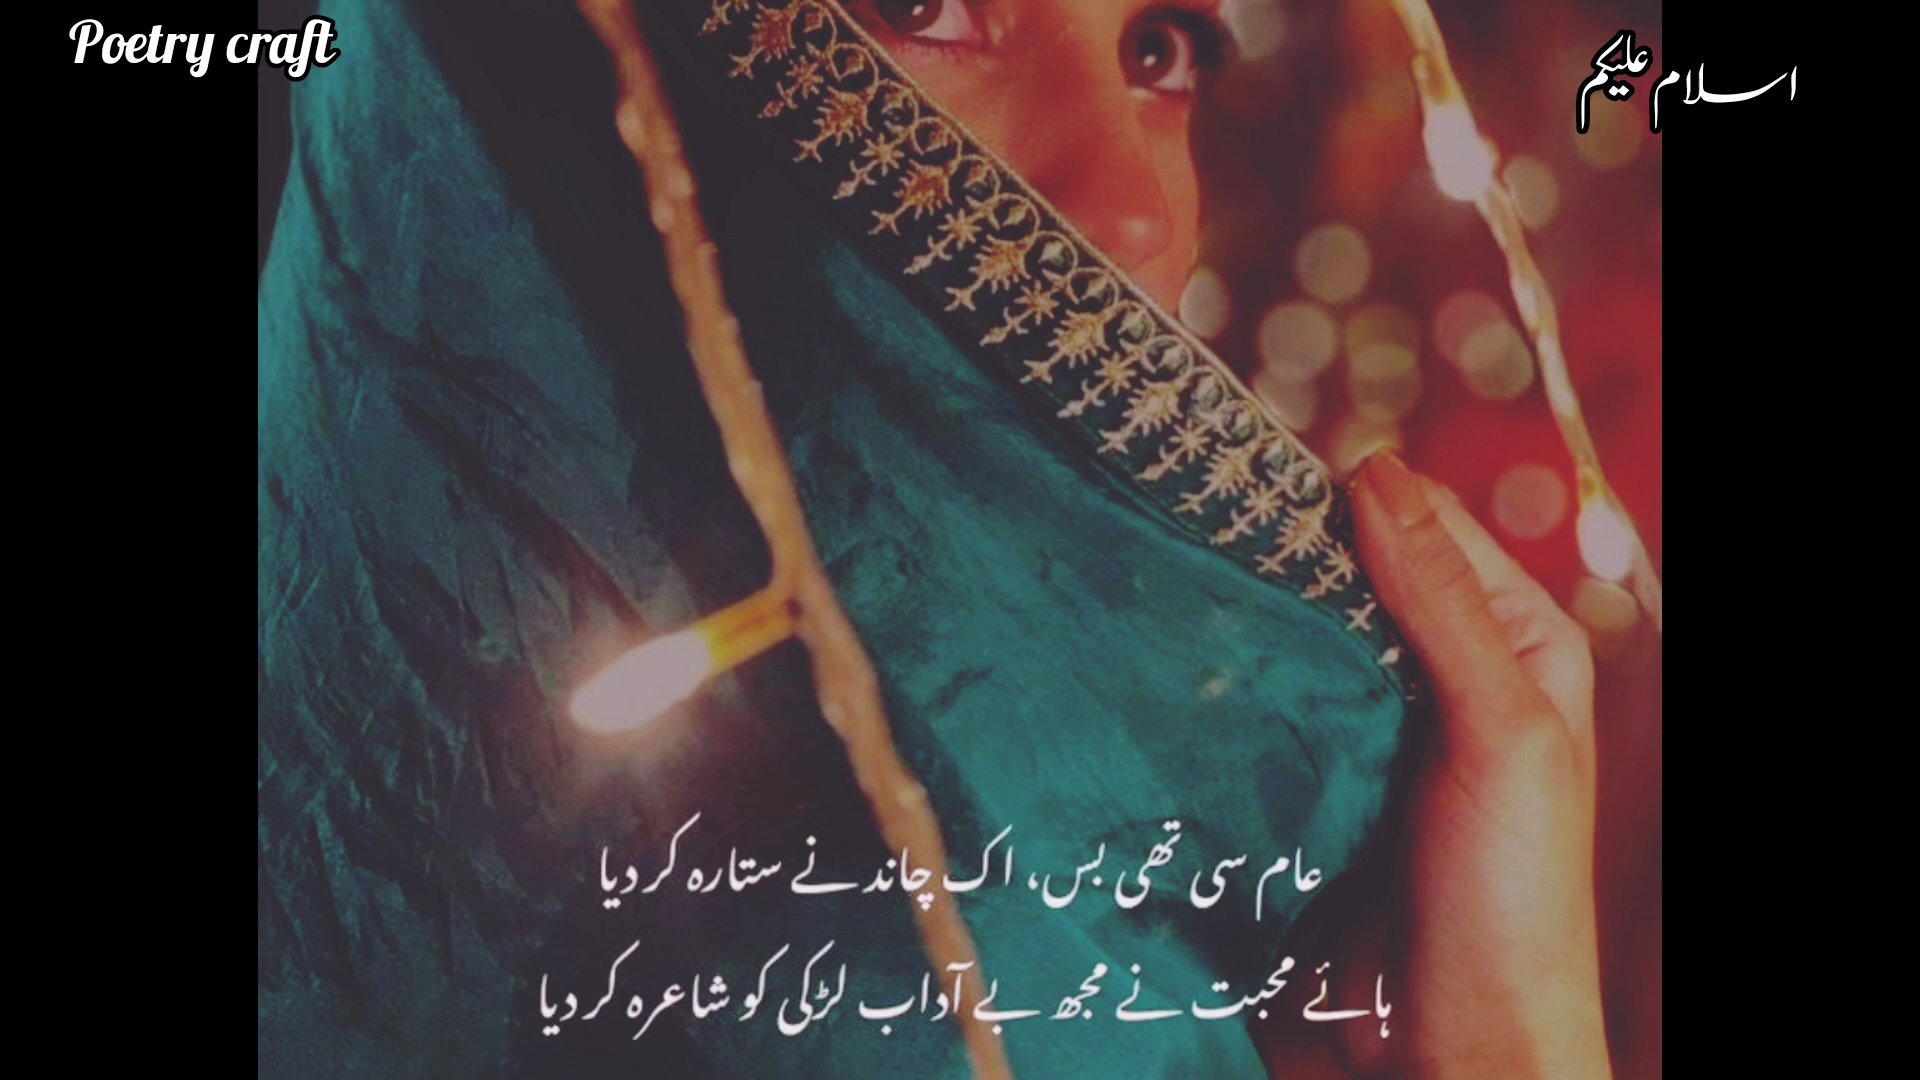 Poetry craft
اسلام علیکم
عام سی تھی بس، اک چاند نے ستارہ کر دیا
ہائے محبت نے مجھ بے آداب لڑکی کو شاعرہ کر دیا